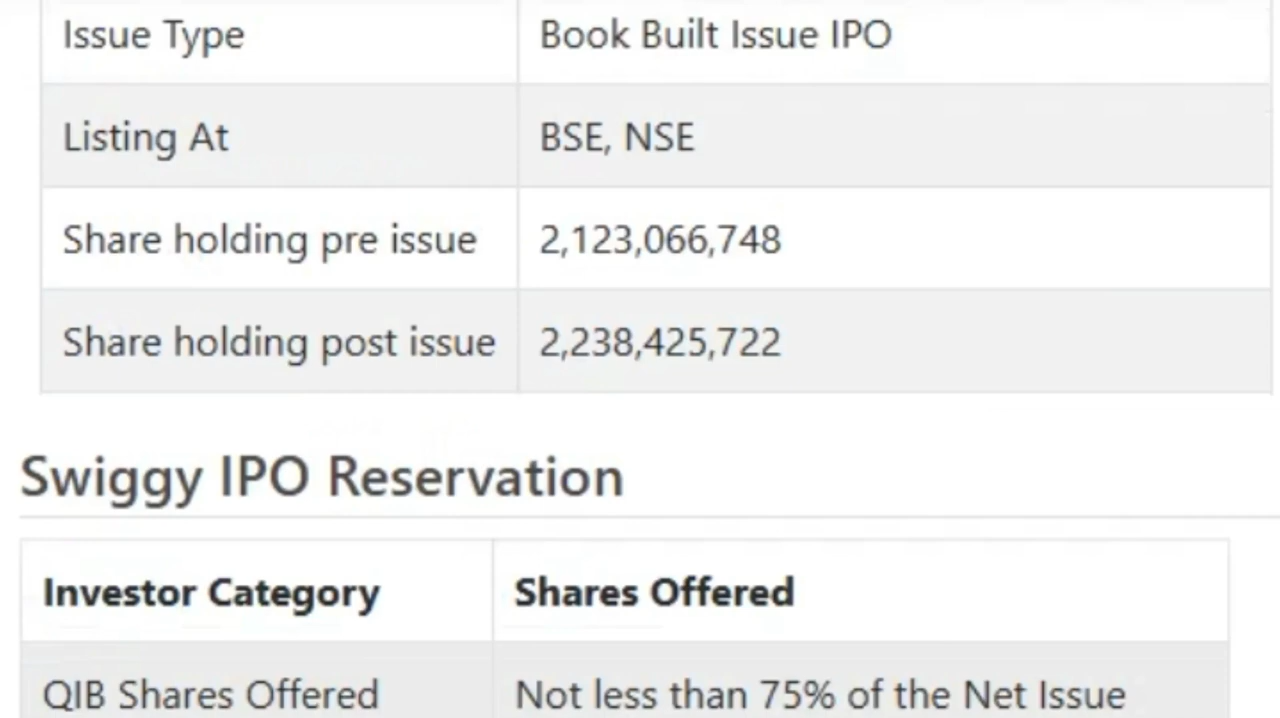 Issue Type Book Built Issue IPO
Listing At BSE, NSE
Share holding pre issue 2,123,066,748
Share holding post issue 2,238,425,722
Swiggy IPO Reservation
Investor Category Shares Offered
QIB Shares Offered Not less than 75% of the Net Issue